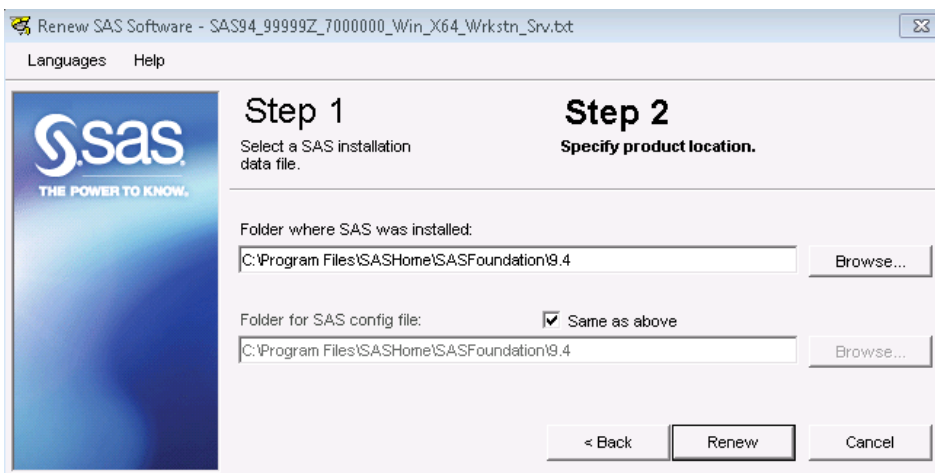 Renew SAS Software - SAS94_99999Z_7000000_Win_X64_Wrkstn_Srv.txt
Languages Help
sas
THE POWER TO KNOW.
Step 1
Select a SAS installation
data file.
Step 2
Specify product location.
Folder where SAS was installed:
C:\Program Files\SASHome\SASFoundation\9.4
Browse...
Folder for SAS config file:
Same as above
C:\Program Files\SASHome\SASFoundation\9.4
Browse...
< Back
Renew
Cancel